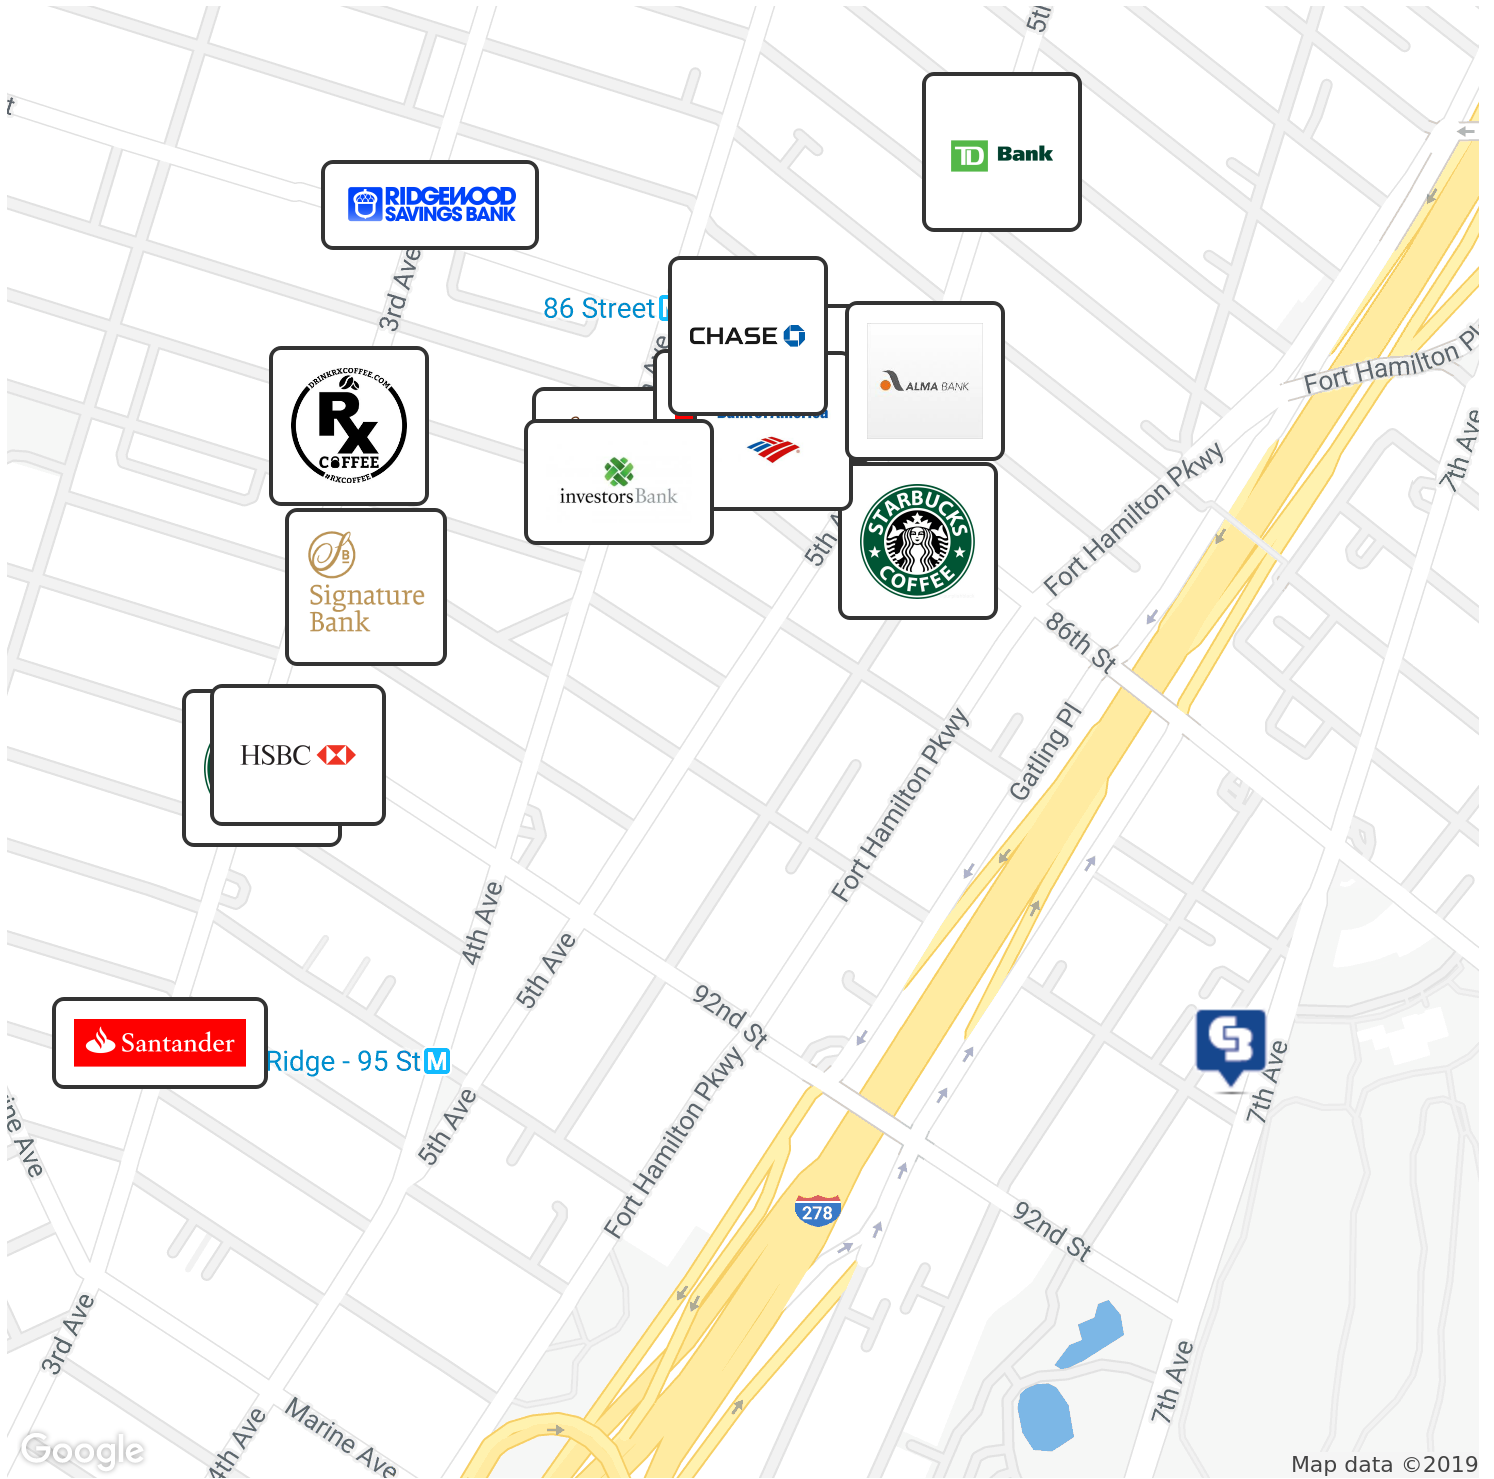 5th
t
TD Bank
RIDGEWOOD
SAVINGS BANK
3rd Ave
86 Street
CHASE
Fort Hamilton Pl
ALMA BANK
DRINKRXCOFFEE.COM
Rx
COFFEE
#RXCOFFEE
7th Ave
Fort Hamilton Pkwy
investorsBank
STARBUCKS
COFFEE
5th A
B
Signature
Bank
86th St
HSBC
Gatling Pl
Fort Hamilton Pkwy
4th Ave
5th Ave
92nd St
Santander
Ridge - 95 St M
CB
7th Ave
Fort Hamilton Pkwy
5th Ave
ine Ave
278
92nd St
3rd Ave
7th Ave
Marine Ave
4th Ave
Google
Map data ©2019